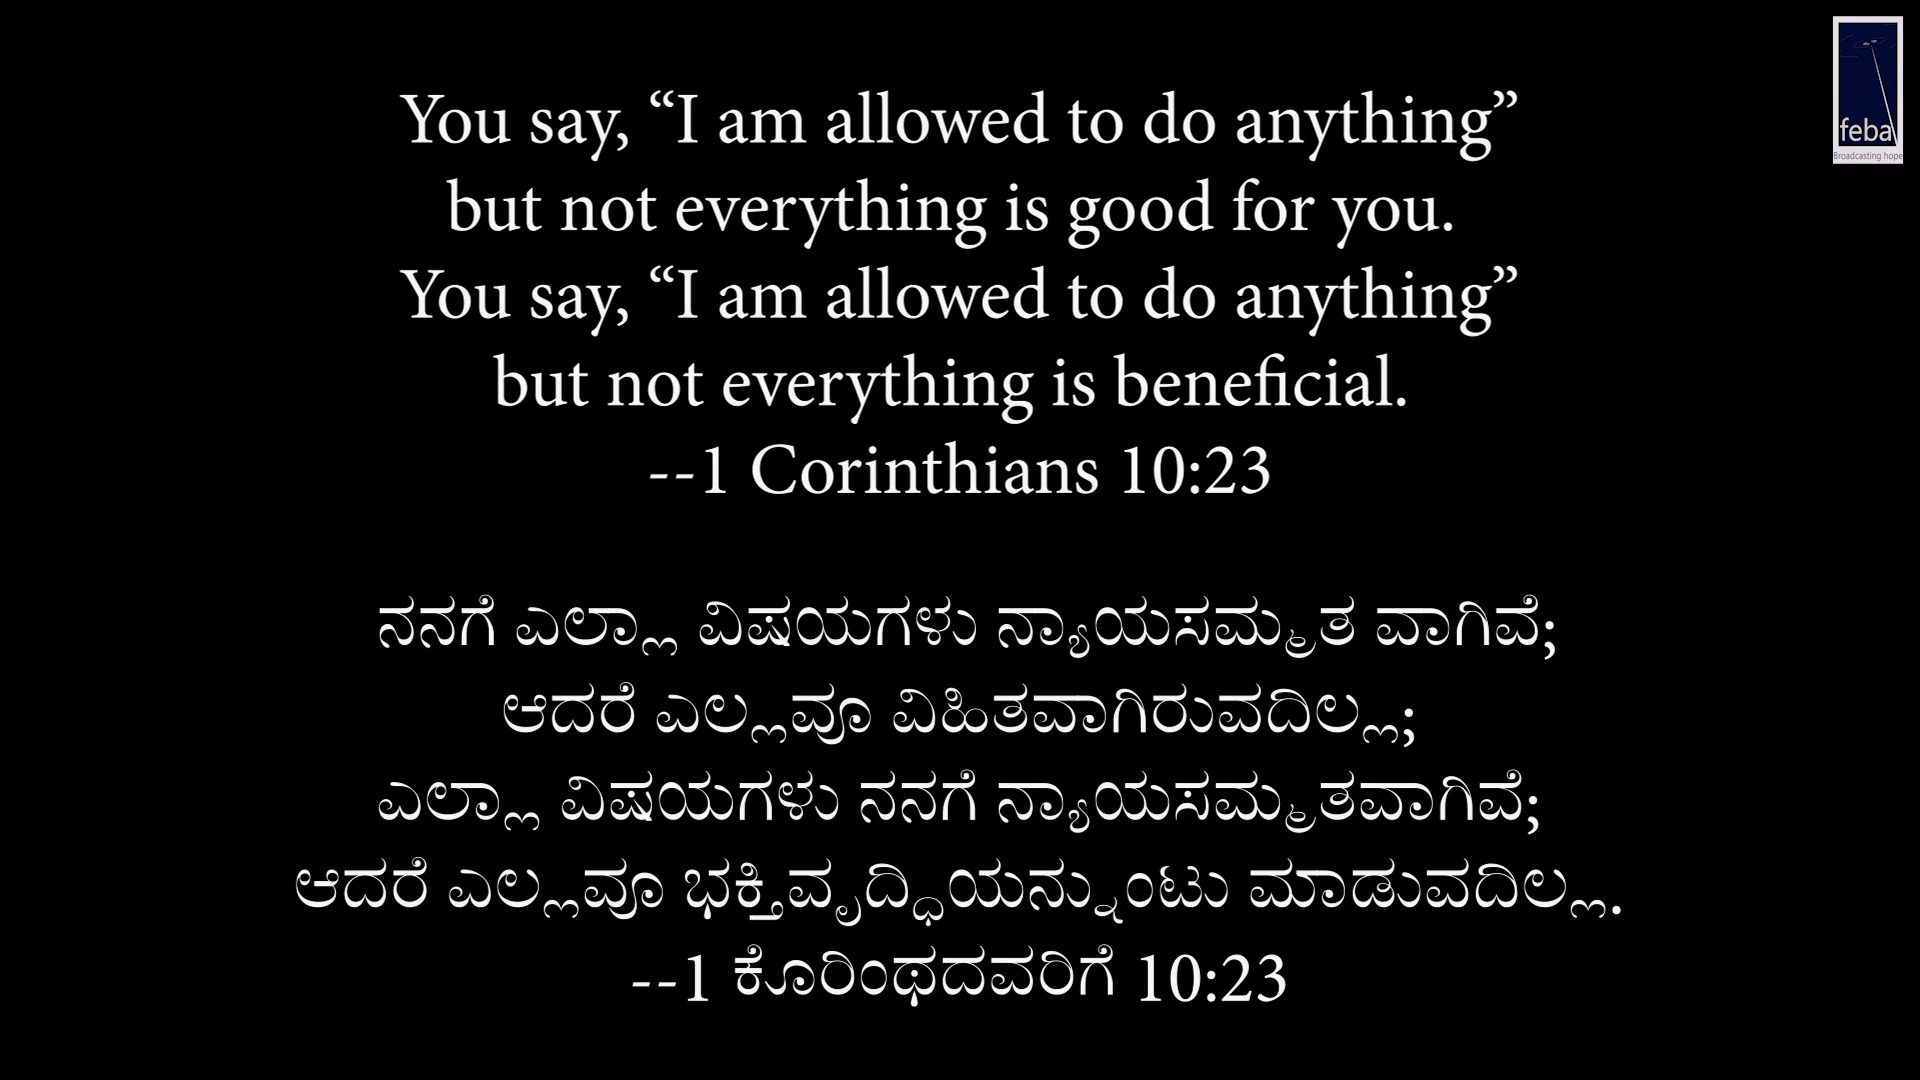 You say, “I am allowed to do anything”
but not everything is good for you.
You say, “I am allowed to do anything”
but not everything is beneficial.
--1 Corinthians 10:23
ನನಗೆ ಎಲ್ಲಾ ವಿಷಯಗಳು ನ್ಯಾಯಸಮ್ಮತ ವಾಗಿವೆ;
ಆದರೆ ಎಲ್ಲವೂ ವಿಹಿತವಾಗಿರುವದಿಲ್ಲ;
ಎಲ್ಲಾ ವಿಷಯಗಳು ನನಗೆ ನ್ಯಾಯಸಮ್ಮತವಾಗಿವೆ;
ಆದರೆ ಎಲ್ಲವೂ ಭಕ್ತಿವೃದ್ಧಿಯನ್ನುಂಟು ಮಾಡುವದಿಲ್ಲ.
--1 ಕೊರಿಂಥದವರಿಗೆ 10:23
feba
Broadcasting hope